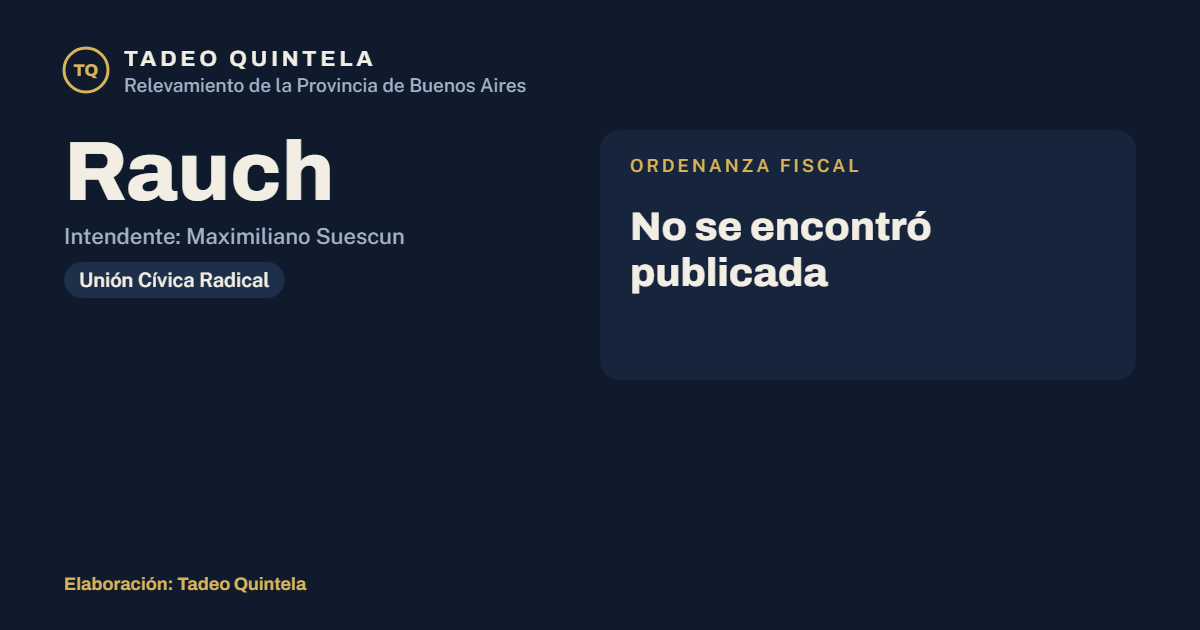 TQ
TADEO QUINTELA
Relevamiento de la Provincia de Buenos Aires
Rauch
Intendente: Maximiliano Suescun
Unión Cívica Radical
ORDENANZA FISCAL
No se encontró
publicada
Elaboración: Tadeo Quintela